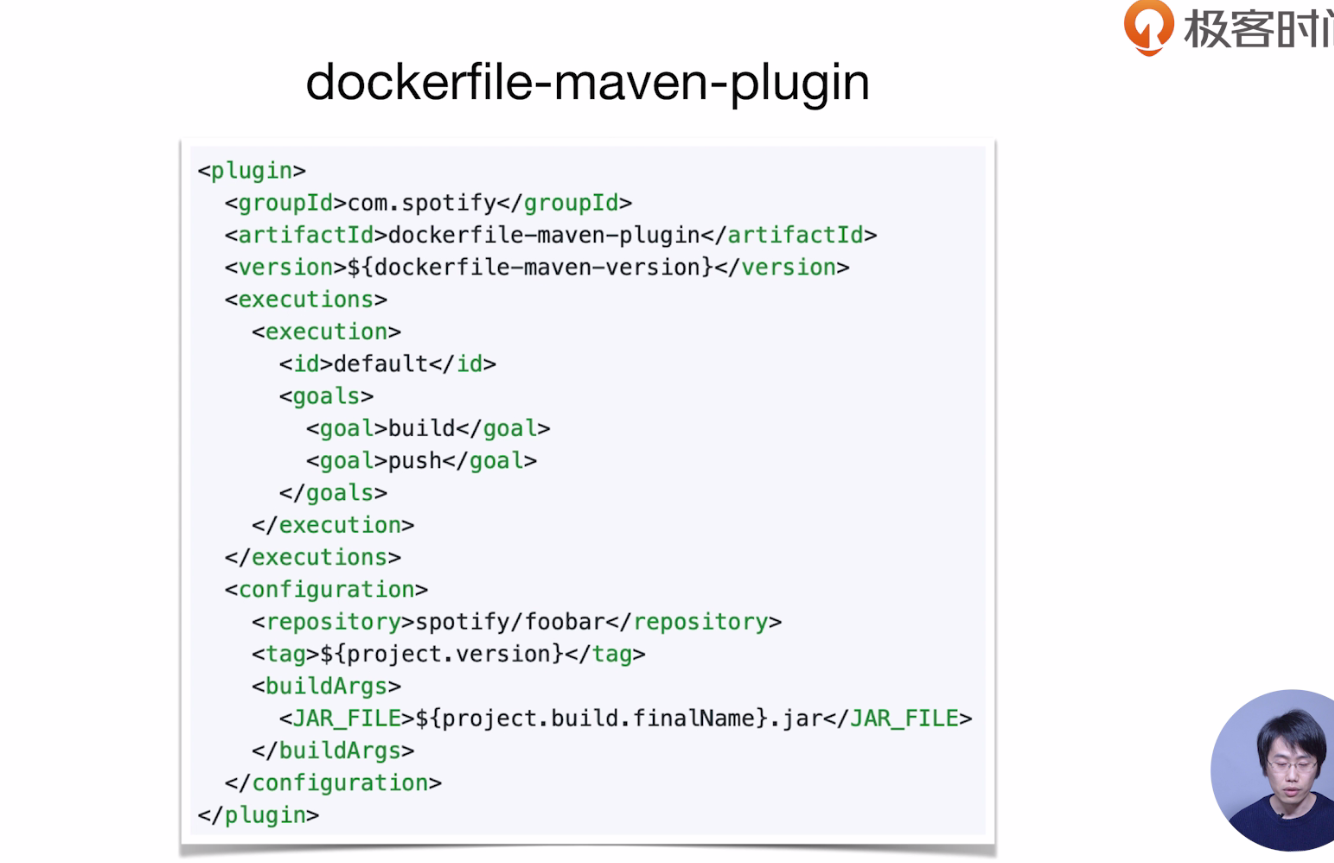 极客时间
dockerfile-maven-plugin
<plugin>
  <groupId>com.spotify</groupId>
  <artifactId>dockerfile-maven-plugin</artifactId>
  <version>${dockerfile-maven-version}</version>
  <executions>
    <execution>
      <id>default</id>
      <goals>
        <goal>build</goal>
        <goal>push</goal>
      </goals>
    </execution>
  </executions>
  <configuration>
    <repository>spotify/foobar</repository>
    <tag>${project.version}</tag>
    <buildArgs>
      <JAR_FILE>${project.build.finalName}.jar</JAR_FILE>
    </buildArgs>
  </configuration>
</plugin>